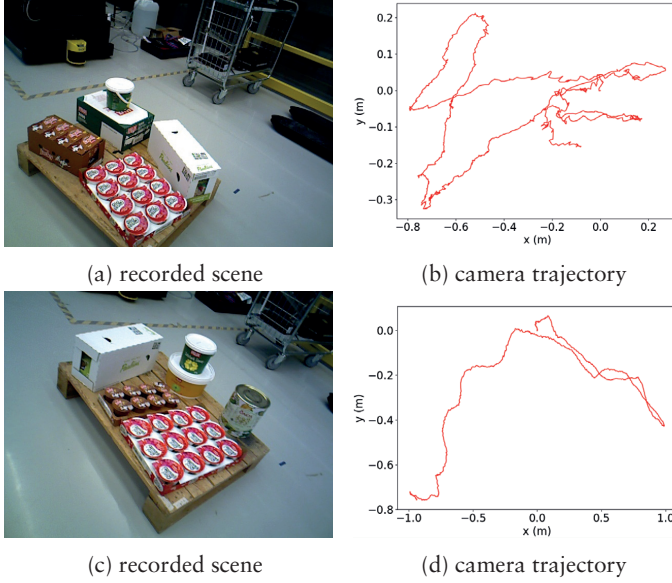 0.2
0.1
0.0
−0.1
−0.2
−0.3
y (m)
−0.8 −0.6 −0.4 −0.2 0.0 0.2
x (m)
(a) recorded scene (b) camera trajectory
0.0
−0.2
−0.4
−0.6
−0.8
y (m)
−1.0 −0.5 0.0 0.5 1.0
x (m)
(c) recorded scene (d) camera trajectory